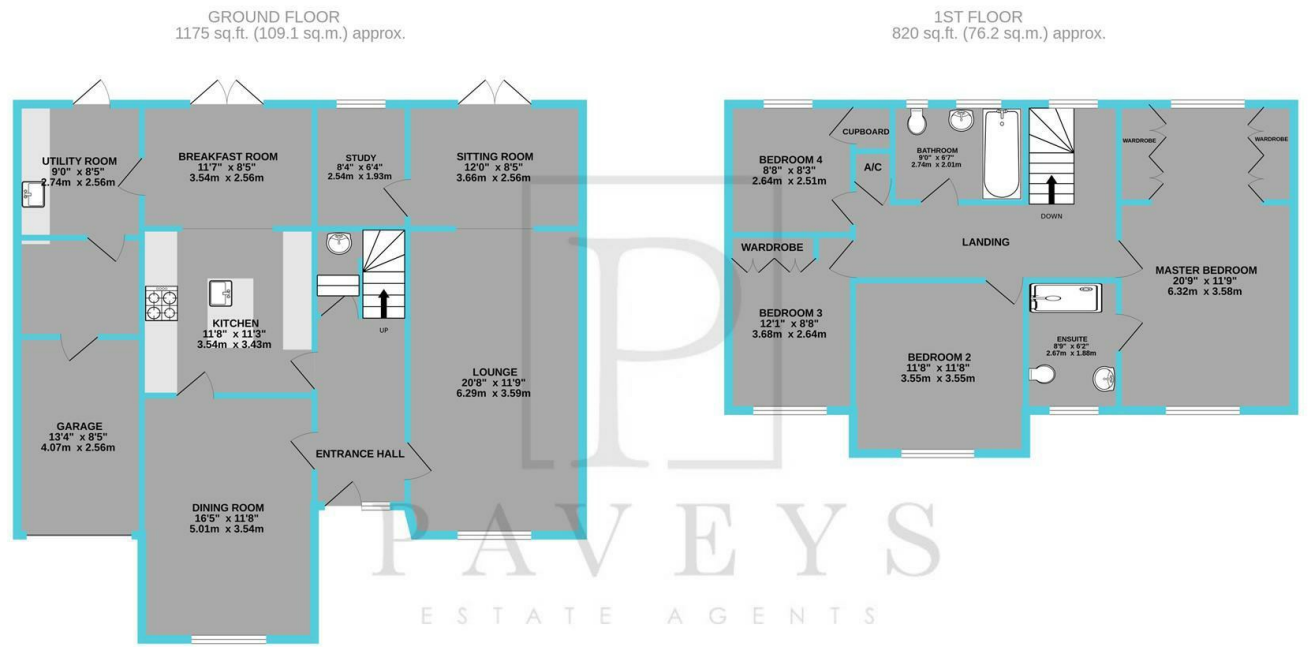 GROUND FLOOR
1175 sq.ft. (109.1 sq.m.) approx.
UTILITY ROOM
9'0" x 8'5"
2.74m x 2.56m
BREAKFAST ROOM
11'7" x 8'5"
3.54m x 2.56m
STUDY
8'4" x 6'4"
2.54m x 1.93m
SITTING ROOM
12'0" x 8'5"
3.66m x 2.56m
KITCHEN
11'8" x 11'3"
3.54m x 3.43m
UP
LOUNGE
20'8" x 11'9"
6.29m x 3.59m
GARAGE
13'4" x 8'5"
4.07m x 2.56m
ENTRANCE HALL
DINING ROOM
16'5" x 11'8"
5.01m x 3.54m
1ST FLOOR
820 sq.ft. (76.2 sq.m.) approx.
CUPBOARD
BEDROOM 4
8'8" x 8'3"
2.64m x 2.51m
A/C
BATHROOM
9'0" x 6'7"
2.74m x 2.01m
DOWN
WARDROBE
WARDROBE
LANDING
WARDROBE
MASTER BEDROOM
20'9" x 11'9"
6.32m x 3.58m
BEDROOM 3
12'1" x 8'8"
3.68m x 2.64m
BEDROOM 2
11'8" x 11'8"
3.55m x 3.55m
ENSUITE
8'9" x 6'2"
2.67m x 1.88m
P
PAVEYS
ESTATE AGENTS